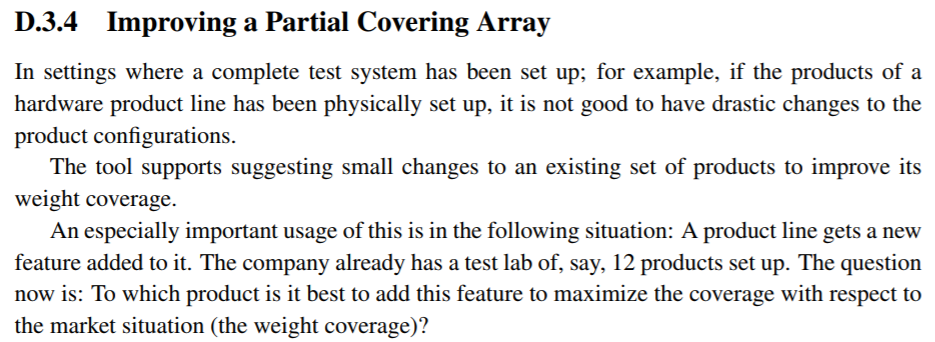 D.3.4 Improving a Partial Covering Array
In settings where a complete test system has been set up; for example, if the products of a
hardware product line has been physically set up, it is not good to have drastic changes to the
product configurations.
The tool supports suggesting small changes to an existing set of products to improve its
weight coverage.
An especially important usage of this is in the following situation: A product line gets a new
feature added to it. The company already has a test lab of, say, 12 products set up. The question
now is: To which product is it best to add this feature to maximize the coverage with respect to
the market situation (the weight coverage)?